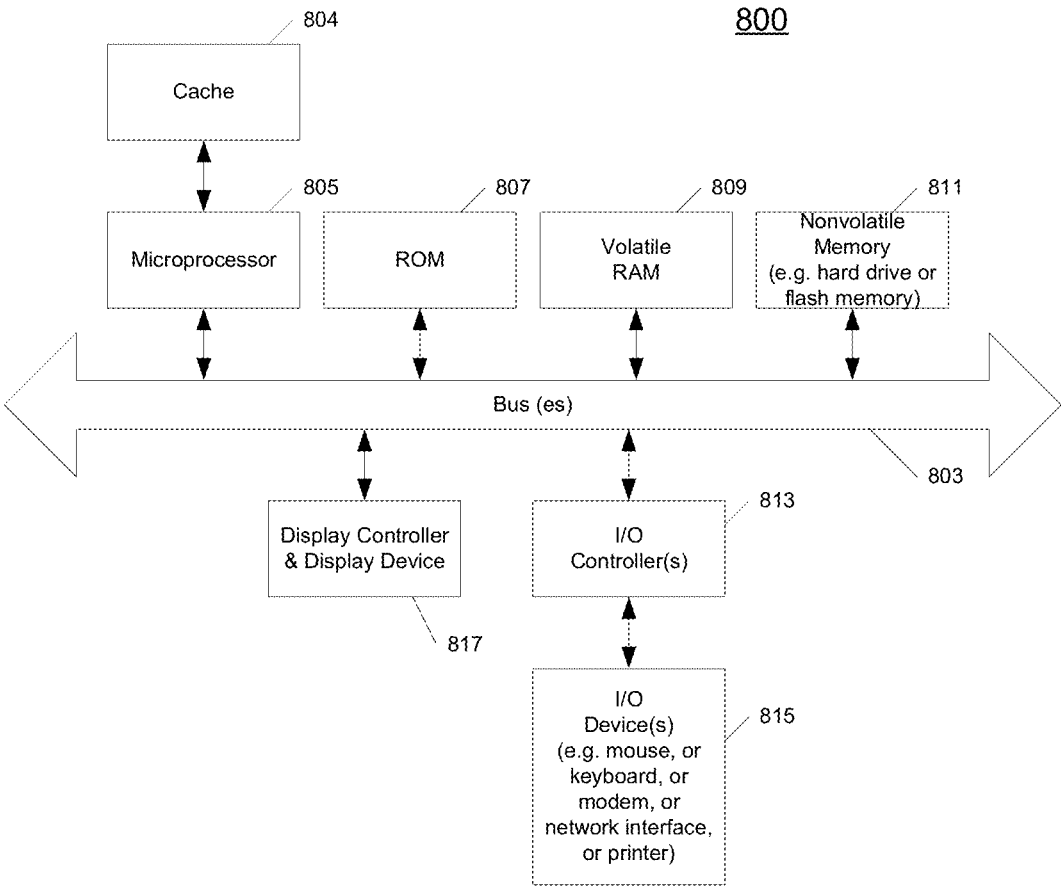 800
804
Cache
805
Microprocessor
807
ROM
809
Volatile
RAM
811
Nonvolatile
Memory
(e.g. hard drive or
flash memory)
Bus (es)
803
Display Controller
& Display Device
817
813
I/O
Controller(s)
815
I/O
Device(s)
(e.g. mouse, or
keyboard, or
modem, or
network interface,
or printer)